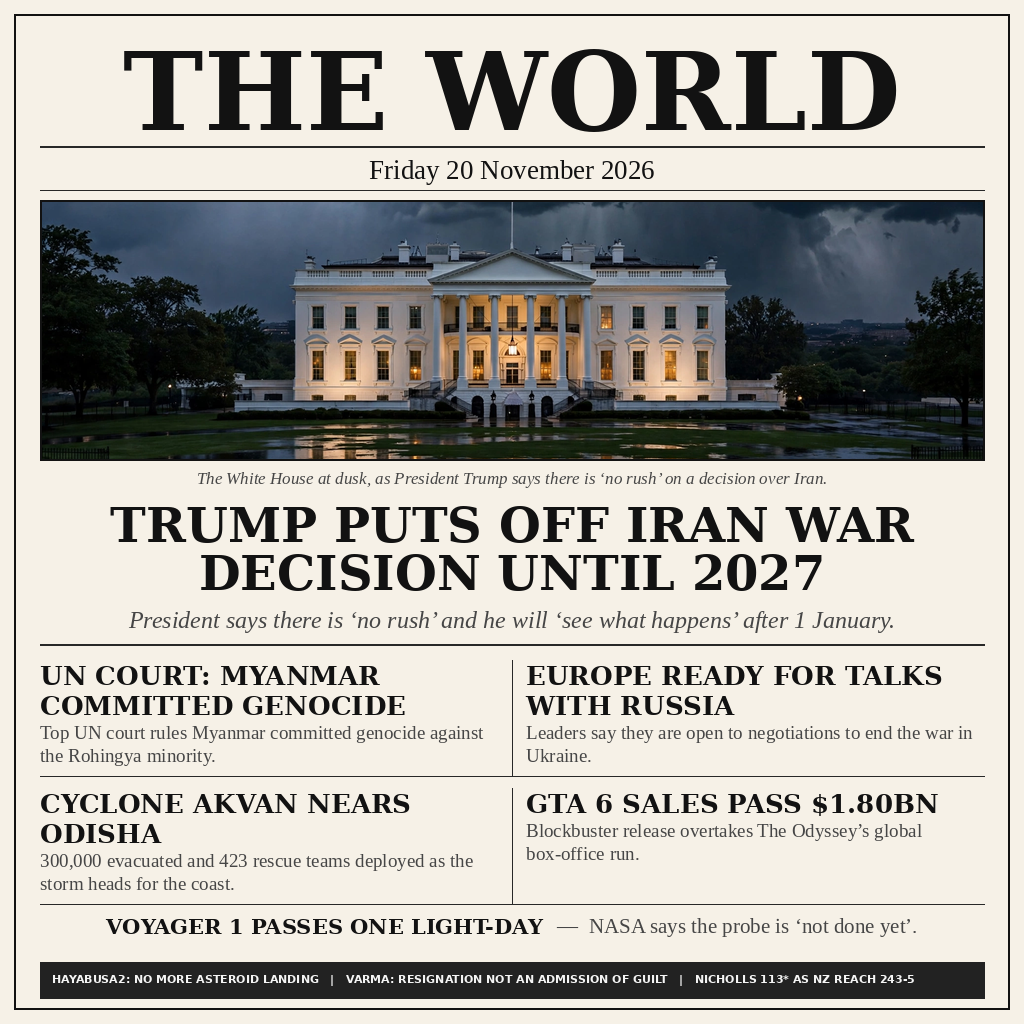 THE WORLD
Friday 20 November 2026
The White House at dusk, as President Trump says there is ‘no rush’ on a decision over Iran.
TRUMP PUTS OFF IRAN WAR
DECISION UNTIL 2027
President says there is ‘no rush’ and he will ‘see what happens’ after 1 January.
UN COURT: MYANMAR
COMMITTED GENOCIDE
Top UN court rules Myanmar committed genocide against
the Rohingya minority.
EUROPE READY FOR TALKS
WITH RUSSIA
Leaders say they are open to negotiations to end the war in
Ukraine.
CYCLONE AKVAN NEARS
ODISHA
300,000 evacuated and 423 rescue teams deployed as the
storm heads for the coast.
GTA 6 SALES PASS $1.80BN
Blockbuster release overtakes The Odyssey’s global
box-office run.
VOYAGER 1 PASSES ONE LIGHT-DAY — NASA says the probe is ‘not done yet’.
HAYABUSA2: NO MORE ASTEROID LANDING | VARMA: RESIGNATION NOT AN ADMISSION OF GUILT | NICHOLLS 113* AS NZ REACH 243-5